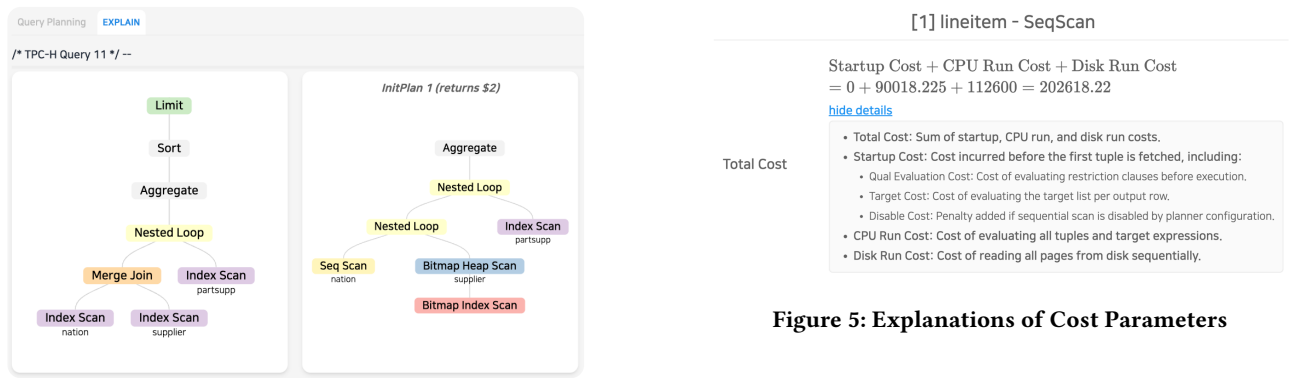 Query Planning EXPLAIN
/* TPC-H Query 11 */ --
Limit
Sort
Aggregate
Nested Loop
Merge Join Index Scan
partsupp
Index Scan Index Scan
nation supplier
InitPlan 1 (returns $2)
Aggregate
Nested Loop
Nested Loop Index Scan
partsupp
Seq Scan Bitmap Heap Scan
nation supplier
Bitmap Index Scan
[1] lineitem - SeqScan
Total Cost
Startup Cost + CPU Run Cost + Disk Run Cost
= 0 + 90018.225 + 112600 = 202618.22
hide details
• Total Cost: Sum of startup, CPU run, and disk run costs.
• Startup Cost: Cost incurred before the first tuple is fetched, including:
• Qual Evaluation Cost: Cost of evaluating restriction clauses before execution.
• Target Cost: Cost of evaluating the target list per output row.
• Disable Cost: Penalty added if sequential scan is disabled by planner configuration.
• CPU Run Cost: Cost of evaluating all tuples and target expressions.
• Disk Run Cost: Cost of reading all pages from disk sequentially.
Figure 5: Explanations of Cost Parameters